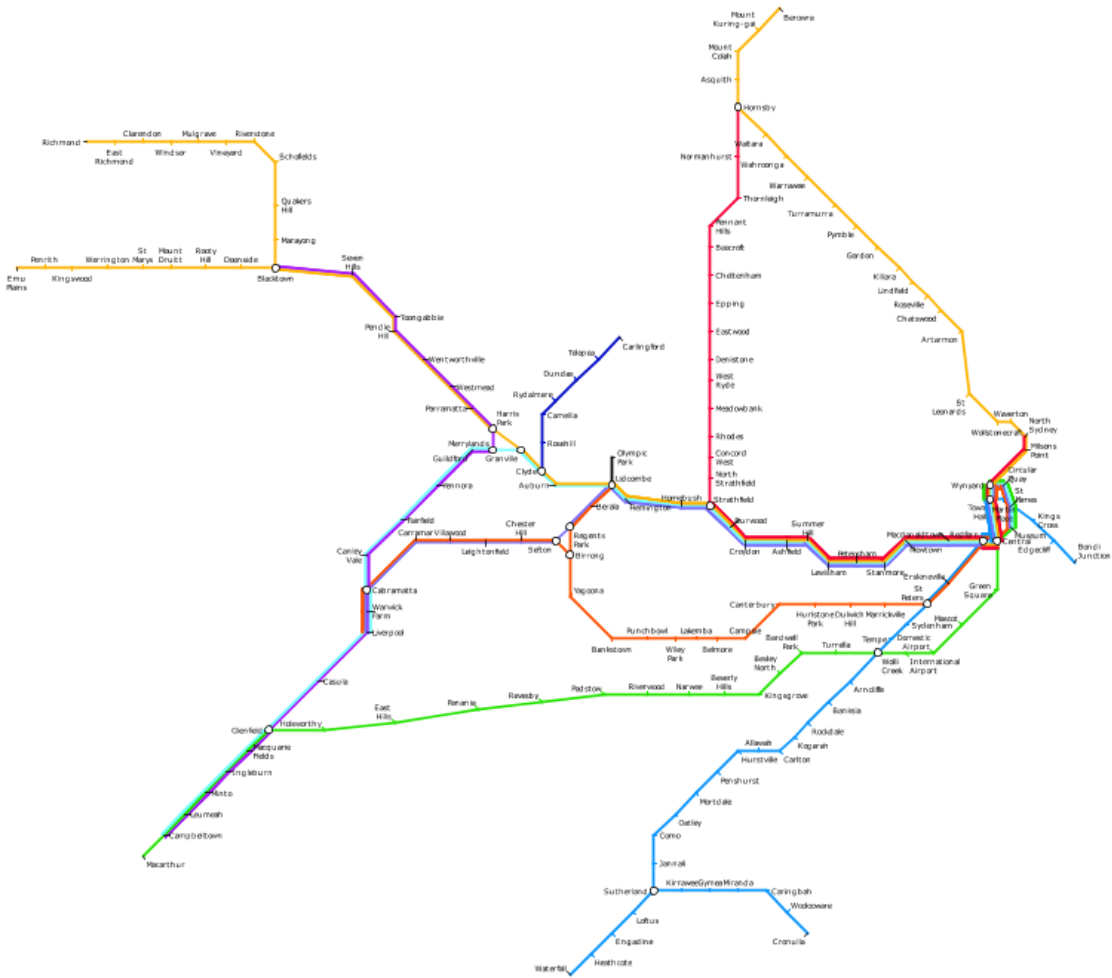 Mount
Kuring-gai
Berowra
Mount
Colah
Asquith
Hornsby
Waitara
Normanhurst
Wahroonga
Warrawee
Thornleigh
Turramurra
Pennant
Hills
Pymble
Beecroft
Gordon
Cheltenham
Killara
Lindfield
Epping
Roseville
Chatswood
Eastwood
Artarmon
Denistone
West
Ryde
Meadowbank
St
Leonards
Waverton
North
Sydney
Wollstonecraft
Milsons
Point
Rhodes
Concord
West
North
Strathfield
Richmond
East
Richmond
Clarendon
Windsor
Mulgrave
Vineyard
Riverstone
Schofields
Quakers
Hill
Marayong
Emu
Plains
Penrith
Kingswood
Werrington
St
Marys
Mount
Druitt
Rooty
Hill
Doonside
Blacktown
Seven
Hills
Toongabbie
Pendle
Hill
Wentworthville
Westmead
Parramatta
Harris
Park
Merrylands
Granville
Guildford
Yennora
Fairfield
Canley
Vale
Cabramatta
Warwick
Farm
Liverpool
Casula
Glenfield
Macquarie
Fields
Ingleburn
Minto
Leumeah
Campbelltown
Macarthur
Carlingford
Telopea
Dundas
Rydalmere
Camellia
Rosehill
Clyde
Auburn
Olympic
Park
Lidcombe
Berala
Flemington
Homebush
Strathfield
Burwood
Croydon
Ashfield
Summer
Hill
Lewisham
Petersham
Stanmore
Macdonaldtown
Newtown
Redfern
Central
Wynyard
Town
Hall
Circular
Quay
St
James
Martin
Place
Museum
Kings
Cross
Edgecliff
Bondi
Junction
Carramar
Villawood
Leightonfield
Chester
Hill
Sefton
Regents
Park
Birrong
Yagoona
Bankstown
Punchbowl
Wiley
Park
Lakemba
Belmore
Campsie
Canterbury
Hurlstone
Park
Dulwich
Hill
Marrickville
Erskineville
St
Peters
Sydenham
Tempe
Wolli
Creek
Green
Square
Mascot
Domestic
Airport
International
Airport
Turrella
Bardwell
Park
Bexley
North
Kingsgrove
Beverly
Hills
Narwee
Riverwood
Padstow
Revesby
Panania
East
Hills
Holsworthy
Arncliffe
Banksia
Rockdale
Kogarah
Carlton
Allawah
Hurstville
Penshurst
Mortdale
Oatley
Como
Jannali
Sutherland
Kirrawee
Gymea
Miranda
Caringbah
Woolooware
Cronulla
Loftus
Engadine
Heathcote
Waterfall